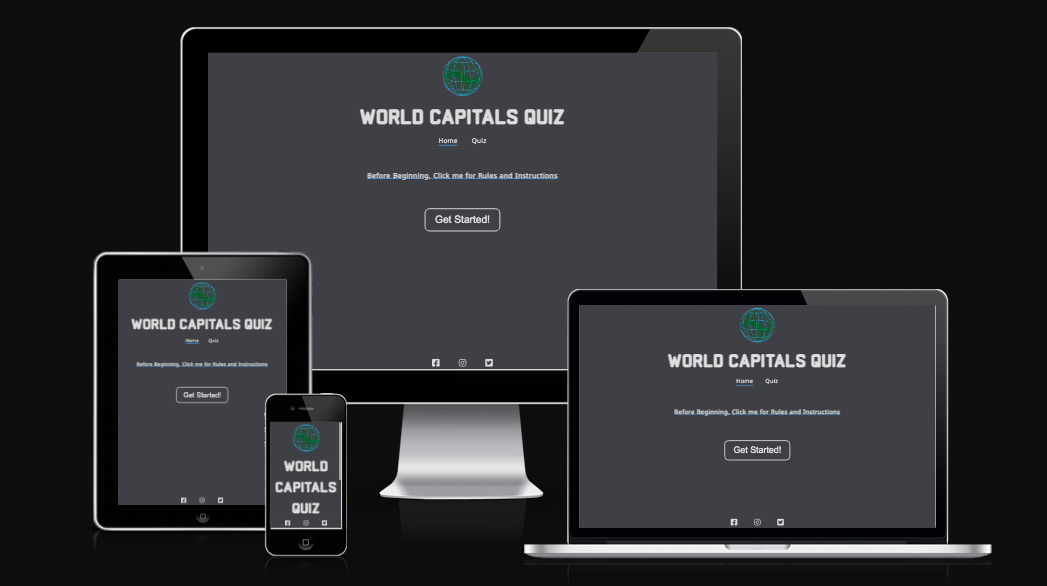 WORLD CAPITALS QUIZ
Home Quiz
Before Beginning, Click me for Rules and Instructions
Get Started!
WORLD CAPITALS QUIZ
Home Quiz
Before Beginning, Click me for Rules and Instructions
Get Started!
WORLD
CAPITALS
QUIZ
WORLD CAPITALS QUIZ
Home Quiz
Before Beginning, Click me for Rules and Instructions
Get Started!